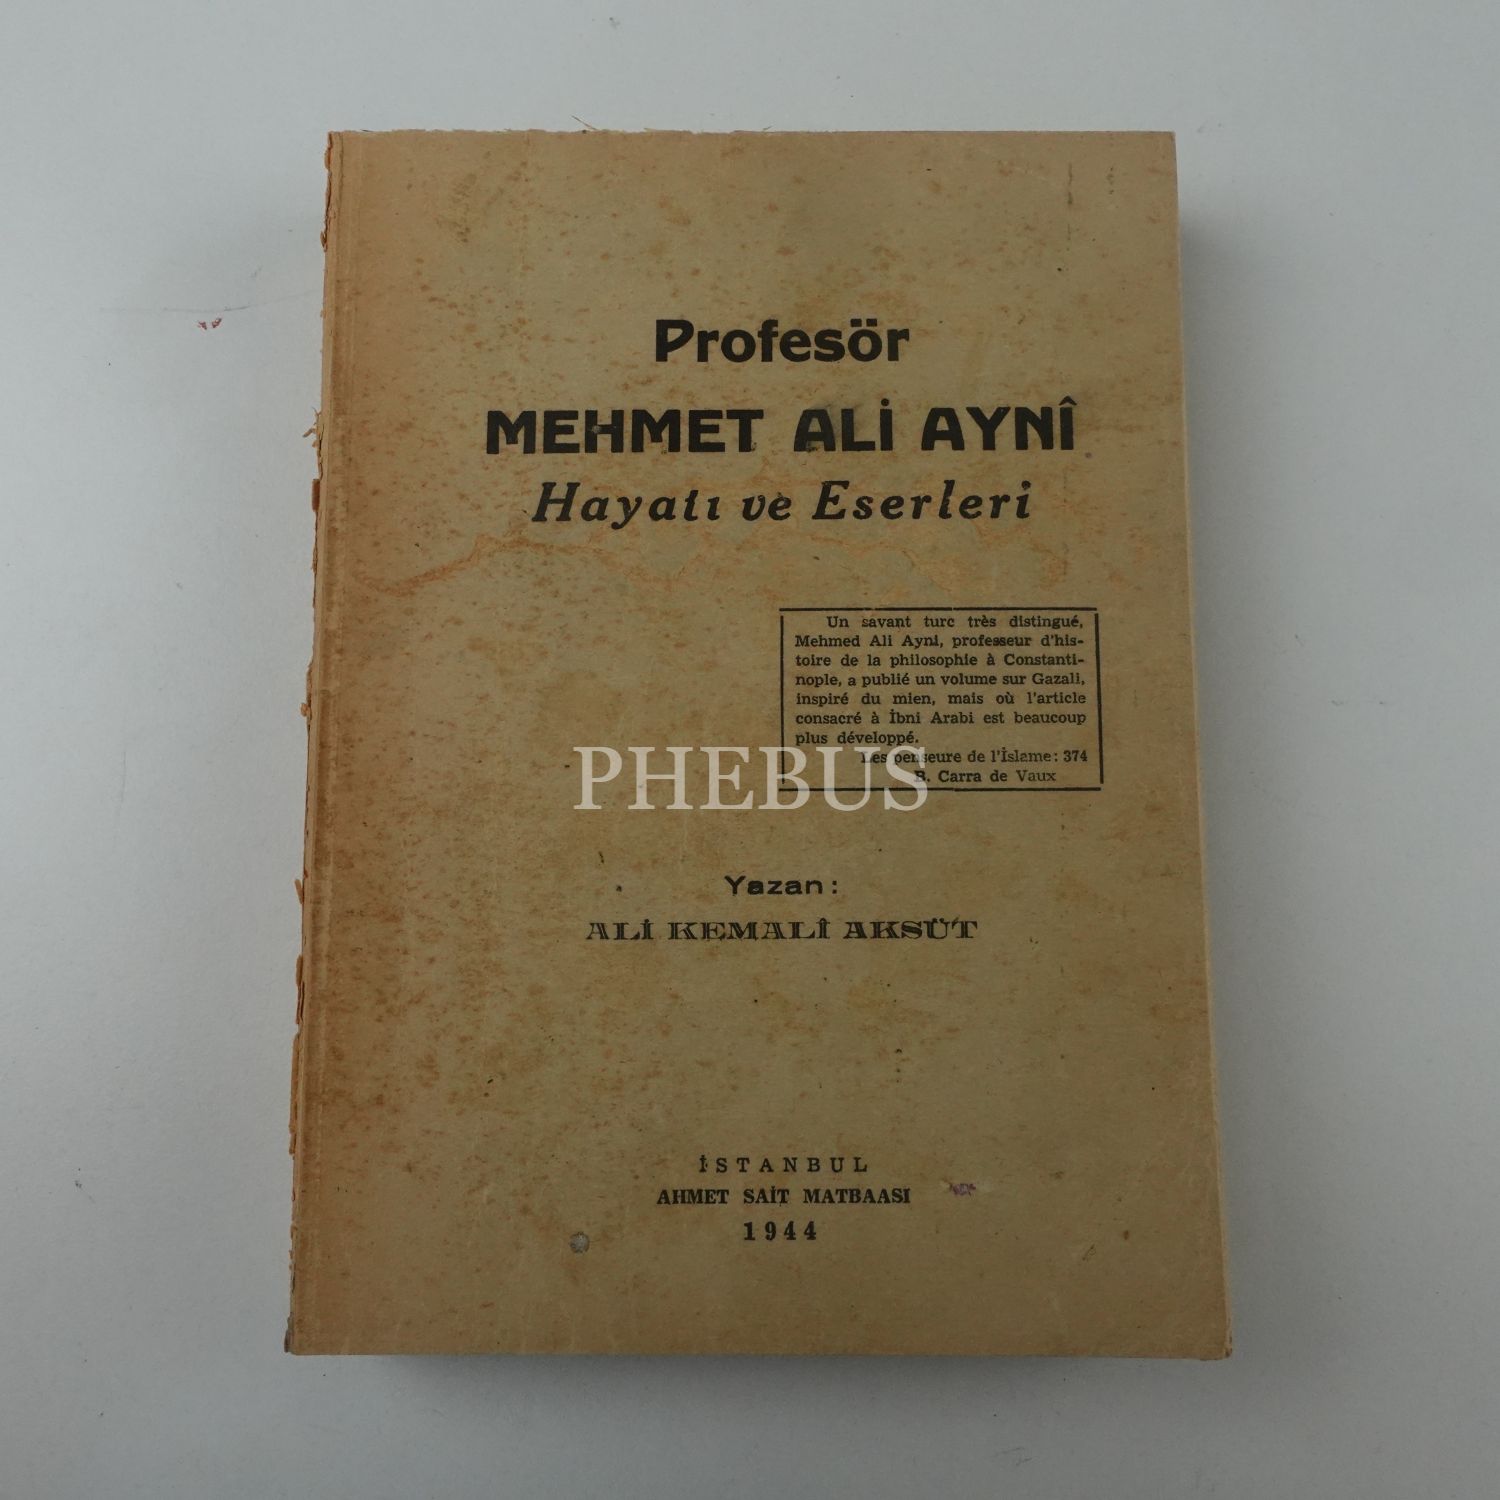 Profesör
MEHMET ALİ AYNÎ
Hayatı ve Eserleri
Un savant turc très distingué,
Mehmed Ali Aynî, professeur d'his-
toire de la philosophie à Constanti-
nople, a publié un volume sur Gazali,
inspiré du mien, mais où l'article
consacré à İbni Arabi est beaucoup
plus développé.
Les penseure de l'İslame: 374
B. Carra de Vaux
PHEBUS
Yazan:
ALİ KEMALÎ AKSÜT
İSTANBUL
AHMET SAİT MATBAASI
1944